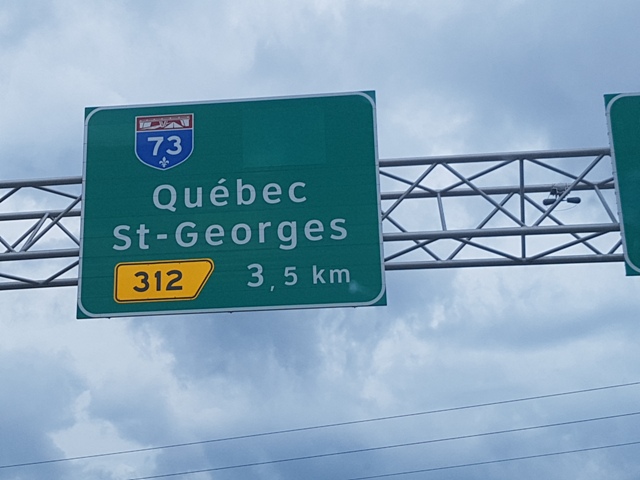 73
Québec
St-Georges
312 3,5 km